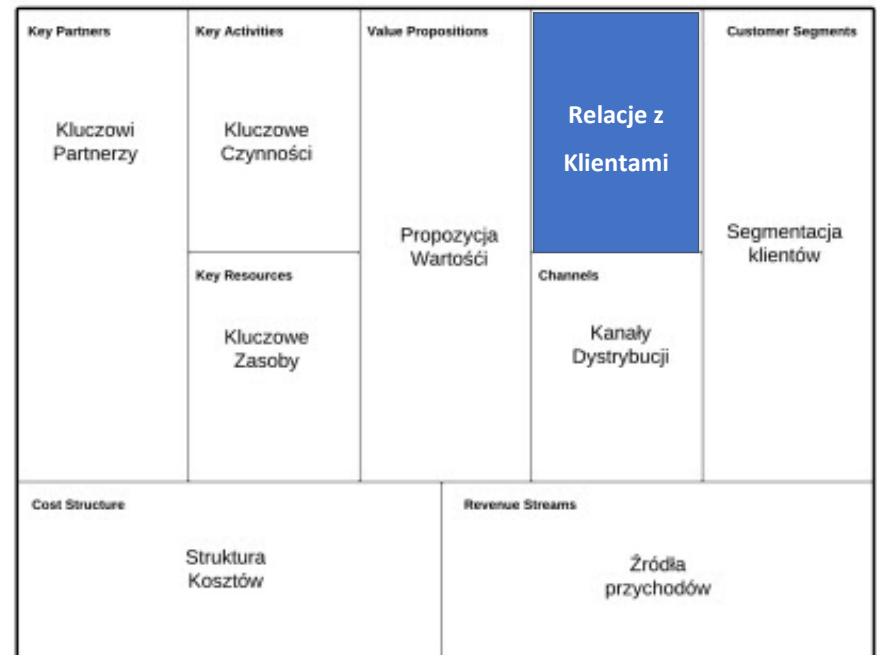 Key Partners
Kluczowi
Partnerzy
Key Activities
Kluczowe
Czynności
Key Resources
Kluczowe
Zasoby
Value Propositions
Propozycja
Wartośći
Relacje z
Klientami
Channels
Kanały
Dystrybucji
Customer Segments
Segmentacja
klientów
Cost Structure
Struktura
Kosztów
Revenue Streams
Źródła
przychodów